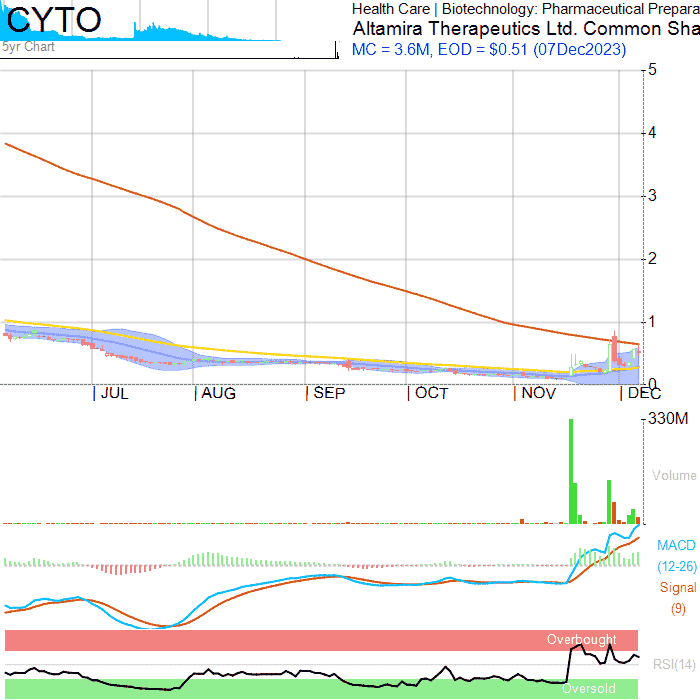 CYTO
5yr Chart
Health Care | Biotechnology: Pharmaceutical Prepara
Altamira Therapeutics Ltd. Common Sha
MC = 3.6M, EOD = $0.51 (07Dec2023)
5
4
3
2
1
0
JUL AUG SEP OCT NOV DEC
330M
Volume
MACD
(12-26)
Signal
(9)
Overbought
RSI(14)
Oversold